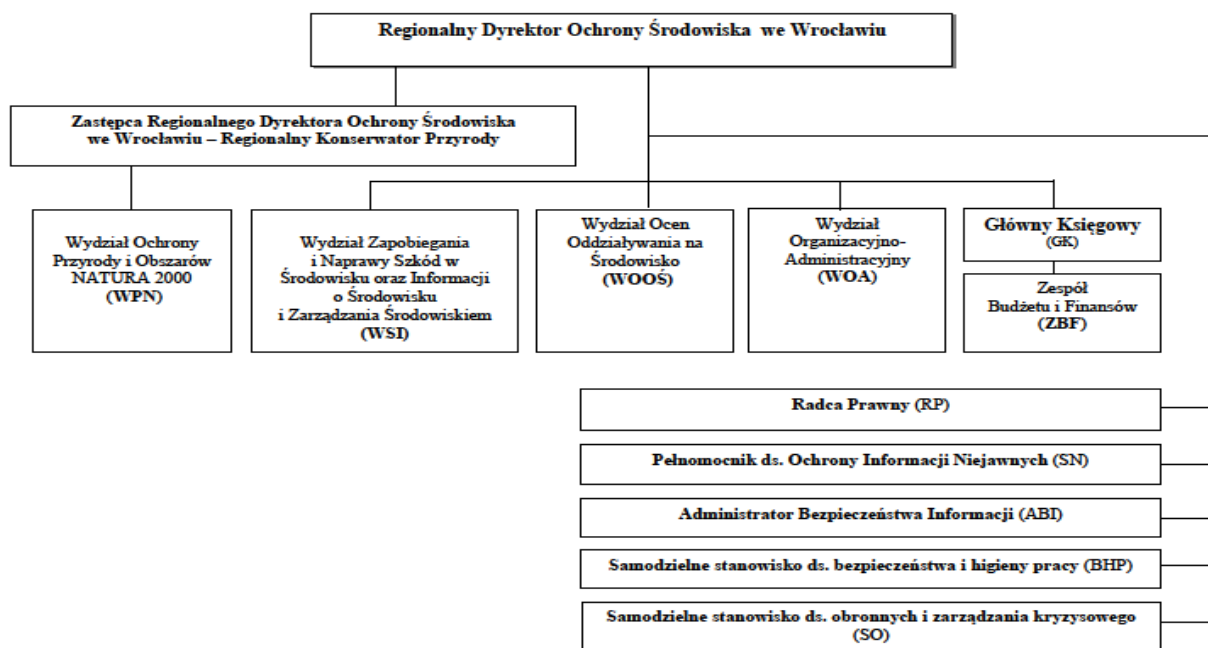 Regionalny Dyrektor Ochrony Środowiska we Wrocławiu
Zastępca Regionalnego Dyrektora Ochrony Środowiska
we Wrocławiu – Regionalny Konserwator Przyrody
Wydział Ochrony
Przyrody i Obszarów
NATURA 2000
(WPN)
Wydział Zapobiegania
i Naprawy Szkód w
Środowisku oraz Informacji
o Środowisku
i Zarządzania Środowiskiem
(WSI)
Wydział Ocen
Oddziaływania na
Środowisko
(WOOŚ)
Wydział
Organizacyjno-
Administracyjny
(WOA)
Główny Księgowy
(GK)
Zespół
Budżetu i Finansów
(ZBF)
Radca Prawny (RP)
Pełnomocnik ds. Ochrony Informacji Niejawnych (SN)
Administrator Bezpieczeństwa Informacji (ABI)
Samodzielne stanowisko ds. bezpieczeństwa i higieny pracy (BHP)
Samodzielne stanowisko ds. obronnych i zarządzania kryzysowego
(SO)